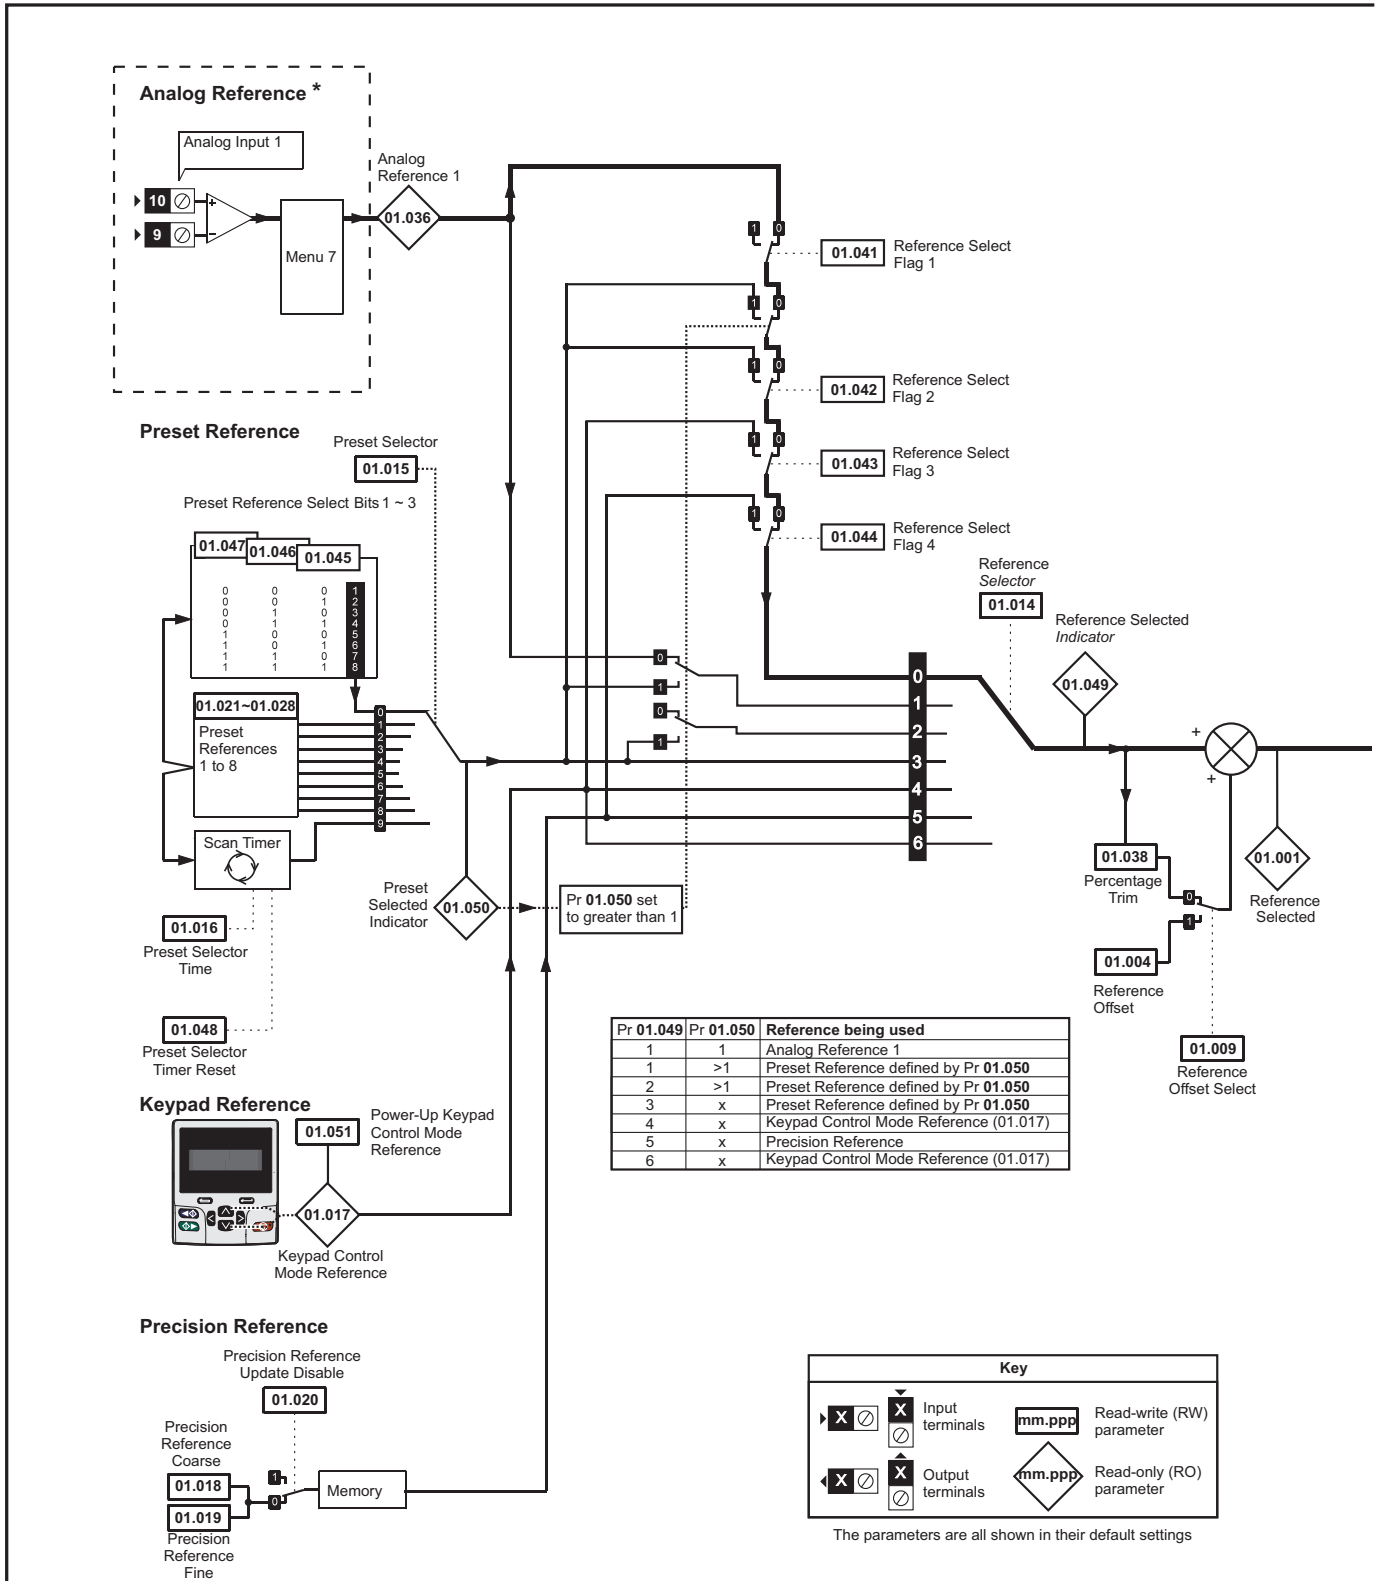 Analog Reference *
Analog Input 1
10
+
9
−
Menu 7
Analog
Reference 1
01.036
1 0
01.041
Reference Select
Flag 1
1 0
1 0
01.042
Reference Select
Flag 2
1 0
01.043
Reference Select
Flag 3
1 0
01.044
Reference Select
Flag 4
Preset Reference
Preset Selector
01.015
Preset Reference Select Bits 1 ~ 3
01.047 01.046 01.045
0 0 0 1
0 0 1 2
0 1 0 3
0 1 1 4
1 0 0 5
1 0 1 6
1 1 0 7
1 1 1 8
01.021~01.028
Preset
References
1 to 8
0
1
2
3
4
5
6
7
8
9
Scan Timer
01.016
Preset Selector
Time
01.048
Preset Selector
Timer Reset
Preset
Selected
Indicator
01.050
Pr 01.050 set
to greater than 1
0
1
0
1
0
1
2
3
4
5
6
Reference
Selector
01.014
Reference Selected
Indicator
01.049
+
+
01.038
Percentage
Trim
0
1
01.004
Reference
Offset
01.001
Reference
Selected
01.009
Reference
Offset Select
Pr 01.049 Pr 01.050 Reference being used
1 1 Analog Reference 1
1 >1 Preset Reference defined by Pr 01.050
2 >1 Preset Reference defined by Pr 01.050
3 x Preset Reference defined by Pr 01.050
4 x Keypad Control Mode Reference (01.017)
5 x Precision Reference
6 x Keypad Control Mode Reference (01.017)
Keypad Reference
01.051
Power-Up Keypad
Control Mode
Reference
01.017
Keypad Control
Mode Reference
Precision Reference
Precision Reference
Update Disable
01.020
Precision
Reference
Coarse
01.018
01.019
Precision
Reference
Fine
1
0
Memory
Key
X
X
Input
terminals
mm.ppp
Read-write (RW)
parameter
X
X
Output
terminals
mm.ppp
Read-only (RO)
parameter
The parameters are all shown in their default settings